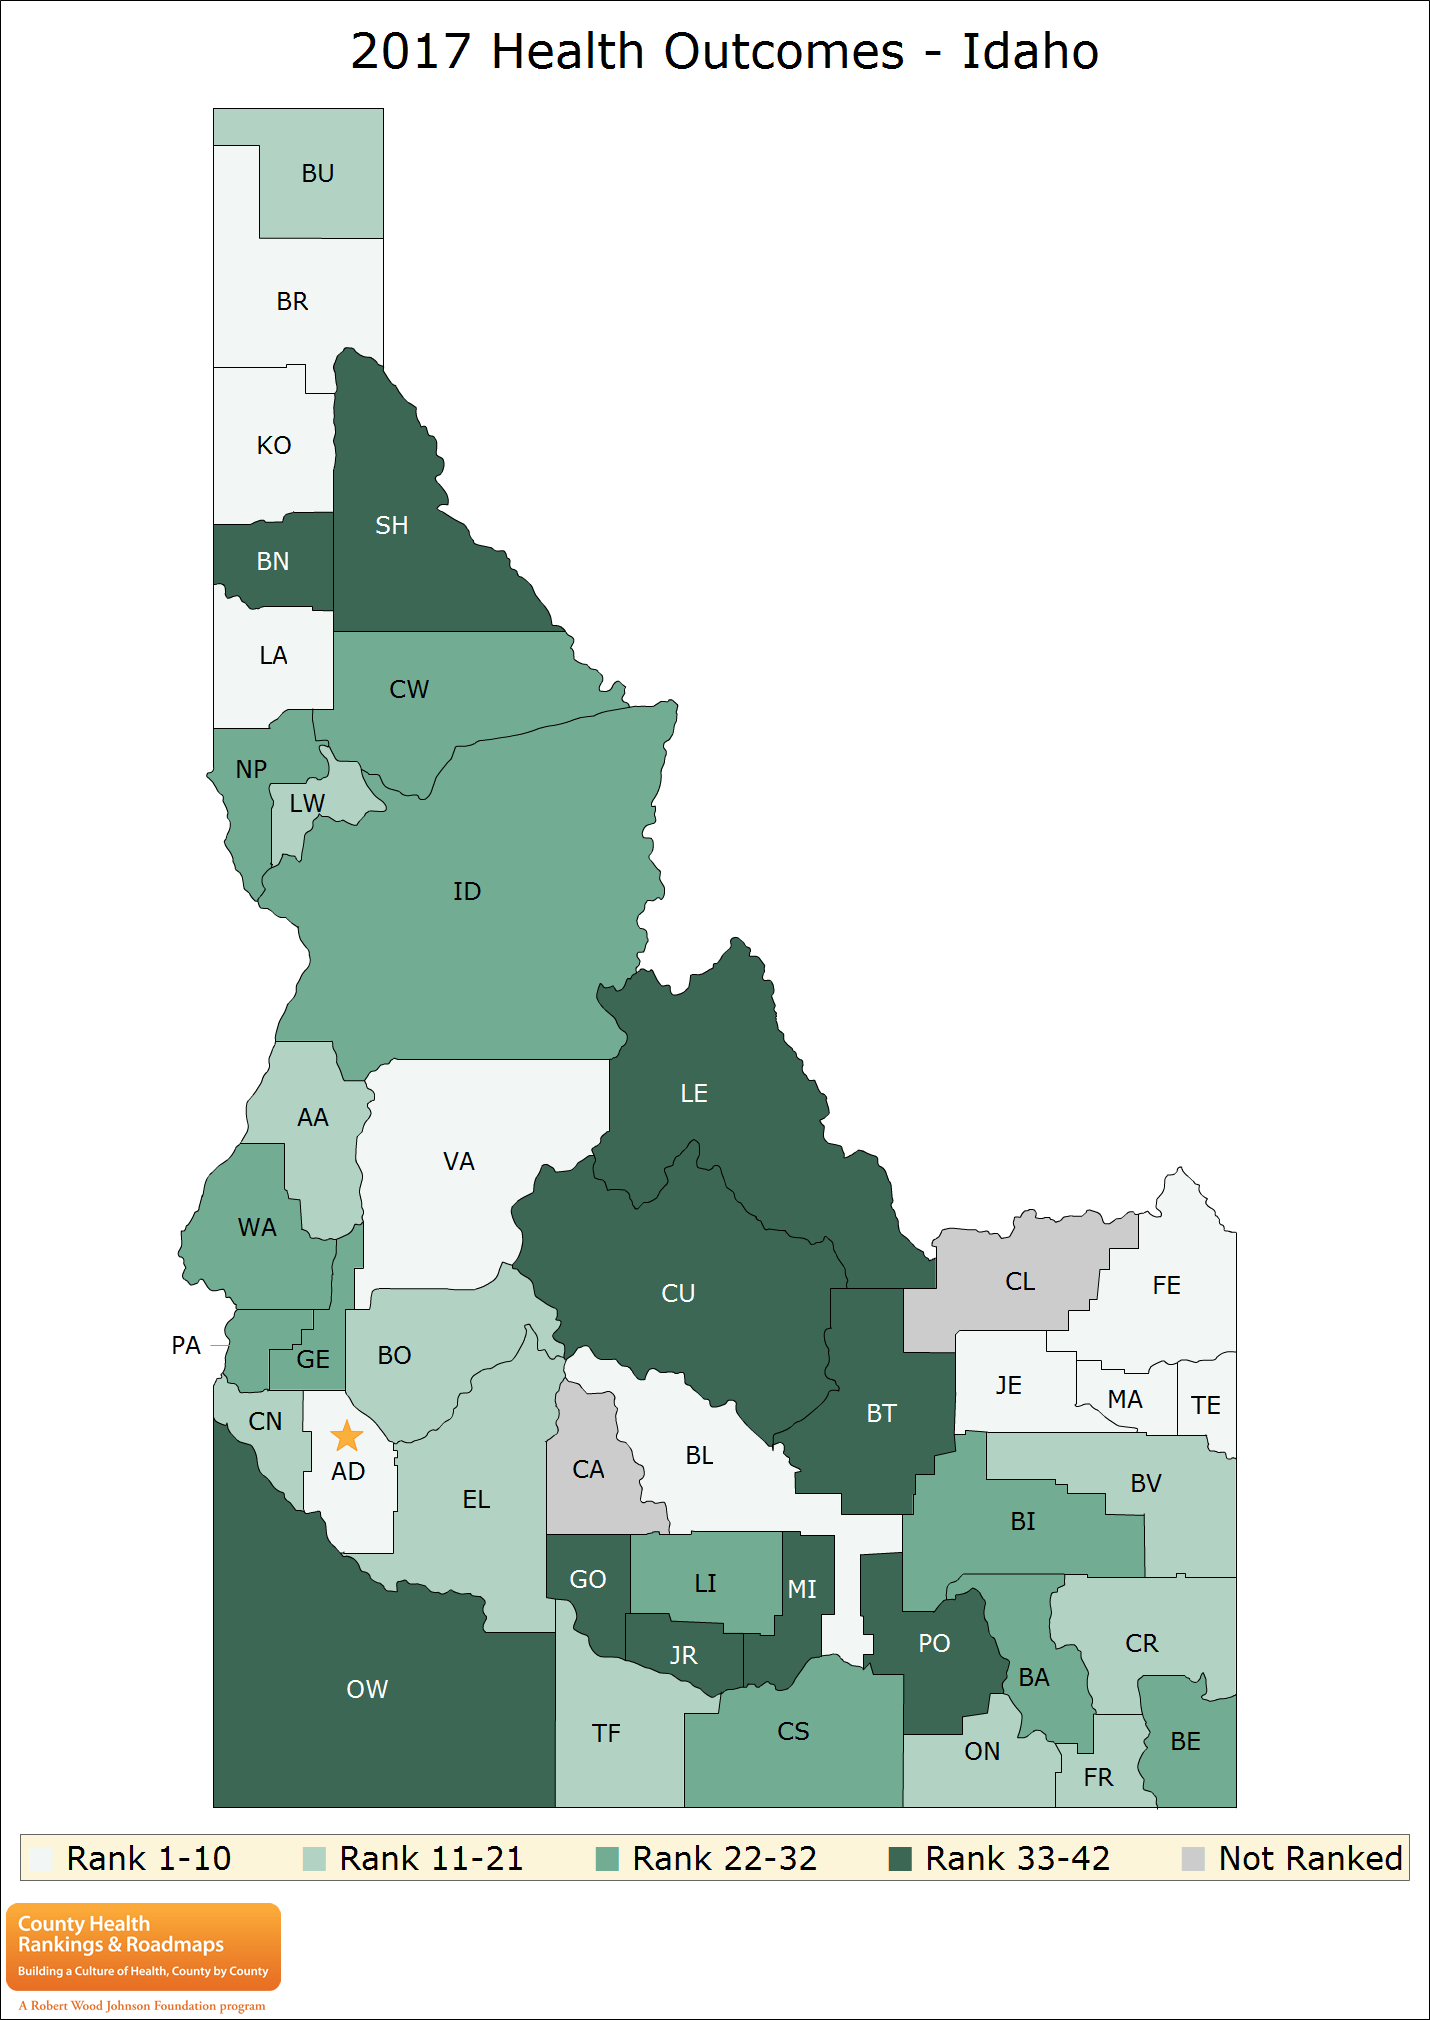 2017 Health Outcomes - Idaho
BU
BR
KO
SH
BN
LA
CW
NP
LW
ID
LE
AA
VA
WA
CU
CL
FE
PA
GE
BO
JE
MA
TE
CN
BT
AD
BL
CA
EL
BV
BI
GO
LI
MI
JR
PO
CR
BA
OW
TF
CS
ON
BE
FR
Rank 1-10 Rank 11-21 Rank 22-32 Rank 33-42 Not Ranked
County Health
Rankings & Roadmaps
Building a Culture of Health, County by County
A Robert Wood Johnson Foundation program